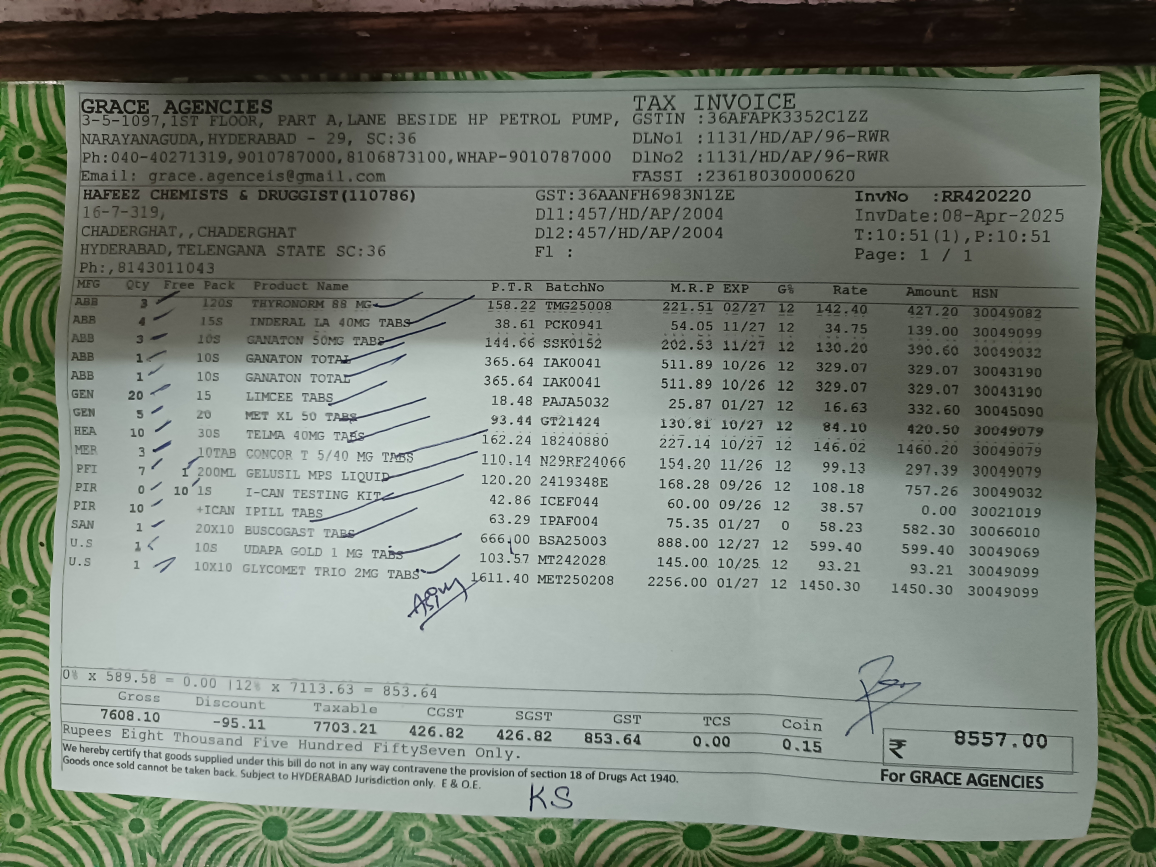 GRACE AGENCIES TAX INVOICE
3-5-1097,1ST FLOOR, PART A,LANE BESIDE HP PETROL PUMP, GSTIN :36AFAPK3352C1ZZ
NARAYANAGUDA,HYDERABAD - 29, SC:36 DLNo1 :1131/HD/AP/96-RWR
Ph:040-40271319,9010787000,8106873100,WHAP-9010787000 DlNo2 :1131/HD/AP/96-RWR
Email: grace.agenceis@gmail.com FASSI :23618030000620
HAFEEZ CHEMISTS & DRUGGIST(110786) GST:36AANFH6983N1ZE InvNo :RR420220
16-7-319, Dl1:457/HD/AP/2004 InvDate:08-Apr-2025
CHADERGHAT,,CHADERGHAT Dl2:457/HD/AP/2004 T:10:51(1),P:10:51
HYDERABAD,TELENGANA STATE SC:36 Fl : Page: 1 / 1
Ph:,8143011043
MFG Qty Free Pack Product Name P.T.R BatchNo M.R.P EXP G% Rate Amount HSN
ABB 3 120S THYRONORM 88 MG 158.22 TMG25008 221.51 02/27 12 142.40 427.20 30049082
ABB 4 15S INDERAL LA 40MG TABS 38.61 PCK0941 54.05 11/27 12 34.75 139.00 30049099
ABB 3 10S GANATON 50MG TABS 144.66 SSK0152 202.53 11/27 12 130.20 390.60 30049032
ABB 1 10S GANATON TOTAL 365.64 IAK0041 511.89 10/26 12 329.07 329.07 30043190
ABB 1 10S GANATON TOTAL 365.64 IAK0041 511.89 10/26 12 329.07 329.07 30043190
GEN 20 15 LIMCEE TABS 18.48 PAJA5032 25.87 01/27 12 16.63 332.60 30045090
GEN 5 20 MET XL 50 TABS 93.44 GT21424 130.81 10/27 12 84.10 420.50 30049079
HEA 10 30S TELMA 40MG TABS 162.24 18240880 227.14 10/27 12 146.02 1460.20 30049079
MER 3 10TAB CONCOR T 5/40 MG TABS 110.14 N29RF24066 154.20 11/26 12 99.13 297.39 30049079
PFI 7 1 200ML GELUSIL MPS LIQUID 120.20 2419348E 168.28 09/26 12 108.18 757.26 30049032
PIR 0 10 1S I-CAN TESTING KIT 42.86 ICEF044 60.00 09/26 12 38.57 0.00 30021019
PIR 10 +ICAN IPILL TABS 63.29 IPAF004 75.35 01/27 0 58.23 582.30 30066010
SAN 1 20X10 BUSCOGAST TABS 666.00 BSA25003 888.00 12/27 12 599.40 599.40 30049069
U.S 1 10S UDAPA GOLD 1 MG TABS 103.57 MT242028 145.00 10/25 12 93.21 93.21 30049099
U.S 1 10X10 GLYCOMET TRIO 2MG TABS 1611.40 MET250208 2256.00 01/27 12 1450.30 1450.30 30049099
0% x 589.58 = 0.00 |12% x 7113.63 = 853.64
Gross Discount Taxable CGST SGST GST TCS Coin
7608.10 -95.11 7703.21 426.82 426.82 853.64 0.00 0.15 ₹ 8557.00
Rupees Eight Thousand Five Hundred FiftySeven Only.
We hereby certify that goods supplied under this bill do not in any way contravene the provision of section 18 of Drugs Act 1940.
Goods once sold cannot be taken back. Subject to HYDERABAD Jurisdiction only. E & O.E. For GRACE AGENCIES
KS